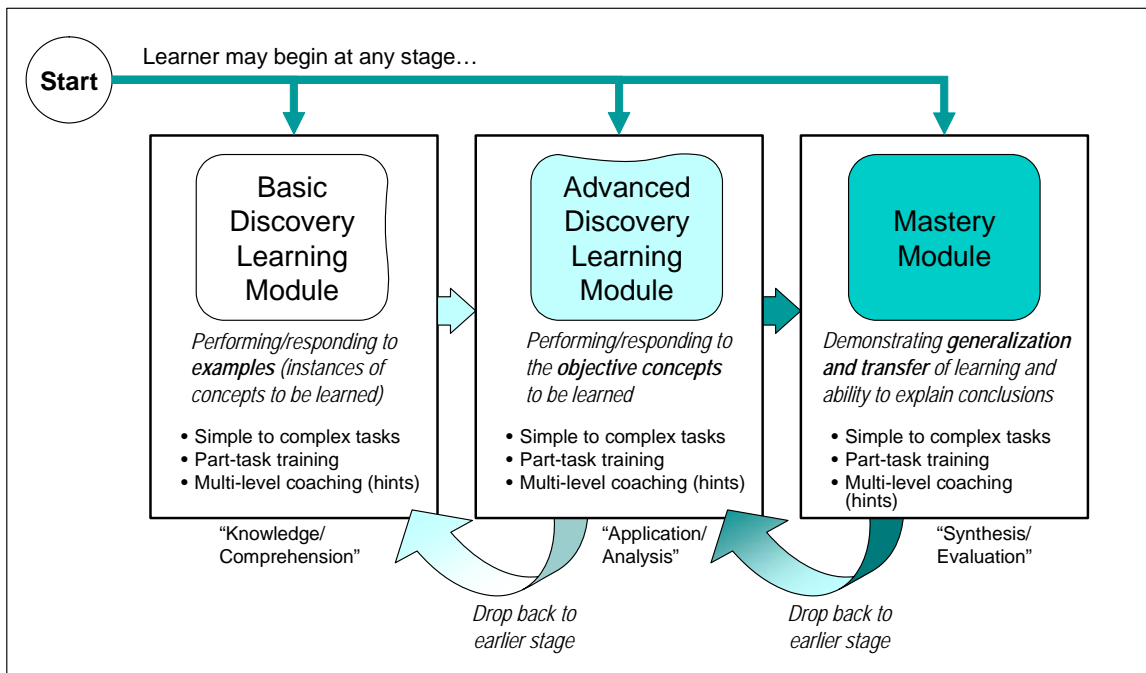 Learner may begin at any stage…
Start
Basic
Discovery
Learning
Module
Performing/responding to
examples (instances of
concepts to be learned)
• Simple to complex tasks
• Part-task training
• Multi-level coaching (hints)
“Knowledge/
Comprehension”
Advanced
Discovery
Learning
Module
Performing/responding to
the objective concepts
to be learned
• Simple to complex tasks
• Part-task training
• Multi-level coaching (hints)
“Application/
Analysis”
Mastery
Module
Demonstrating generalization
and transfer of learning and
ability to explain conclusions
• Simple to complex tasks
• Part-task training
• Multi-level coaching
(hints)
“Synthesis/
Evaluation”
Drop back to
earlier stage
Drop back to
earlier stage